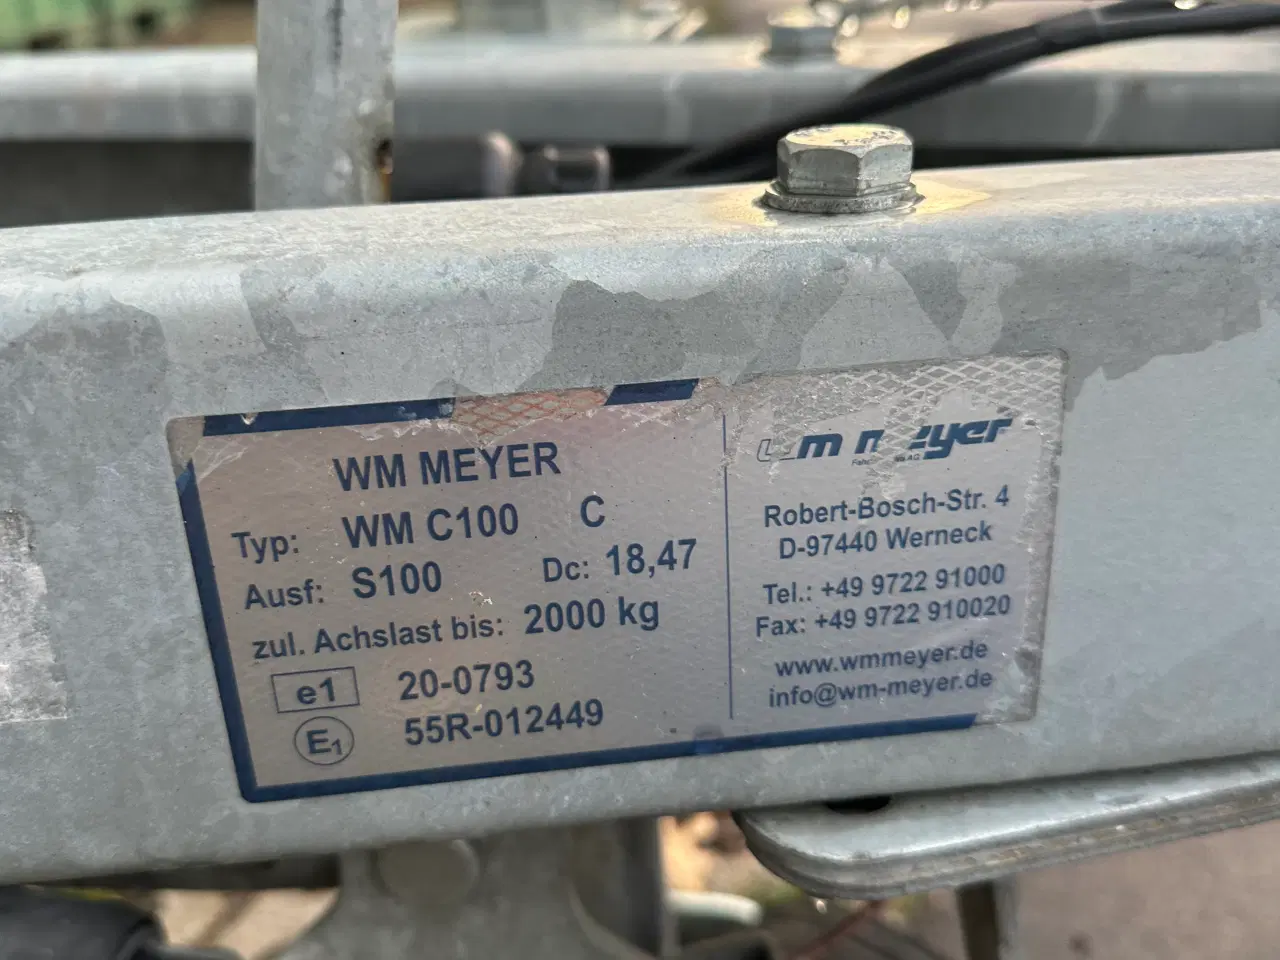 WM MEYER
Typ: WM C100 C
Ausf: S100 Dc: 18,47
zul. Achslast bis: 2000 kg
e1 20-0793
E1 55R-012449
wm meyer
Robert-Bosch-Str. 4
D-97440 Werneck
Tel.: +49 9722 91000
Fax: +49 9722 910020
www.wmmeyer.de
info@wm-meyer.de